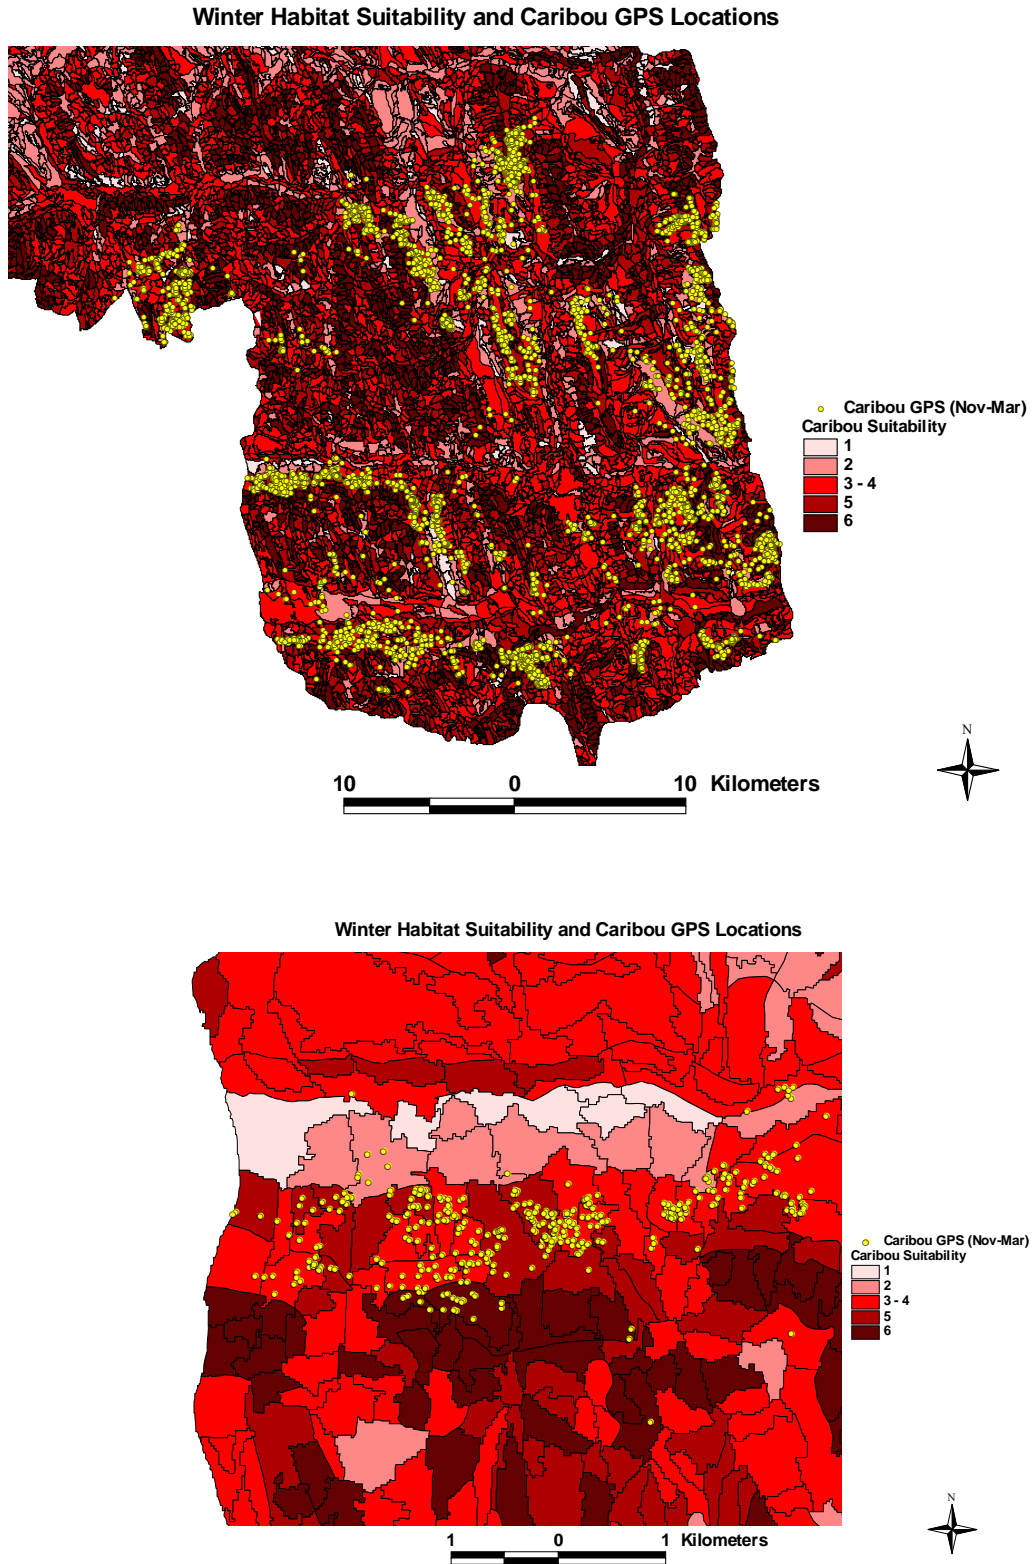 Winter Habitat Suitability and Caribou GPS Locations
Caribou GPS (Nov-Mar)
Caribou Suitability
1
2
3 - 4
5
6
N
10 0 10 Kilometers
Winter Habitat Suitability and Caribou GPS Locations
Caribou GPS (Nov-Mar)
Caribou Suitability
1
2
3 - 4
5
6
N
1 0 1 Kilometers